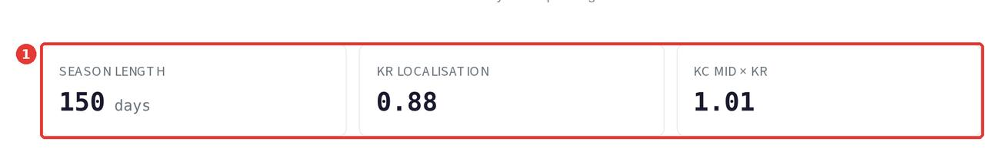 1
SEASON LENGTH
150 days
KR LOCALISATION
0.88
KC MID × KR
1.01